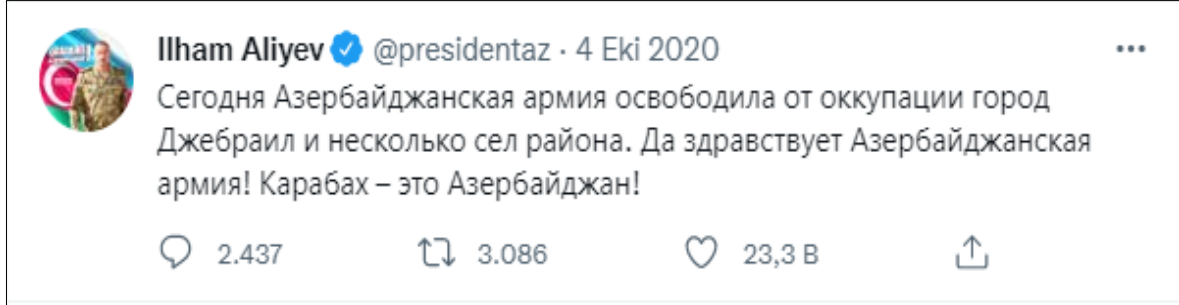 Ilham Aliyev @presidentaz · 4 Eki 2020
Сегодня Азербайджанская армия освободила от оккупации город
Джебраил и несколько сел района. Да здравствует Азербайджанская
армия! Карабах – это Азербайджан!
2.437 3.086 23,3 B